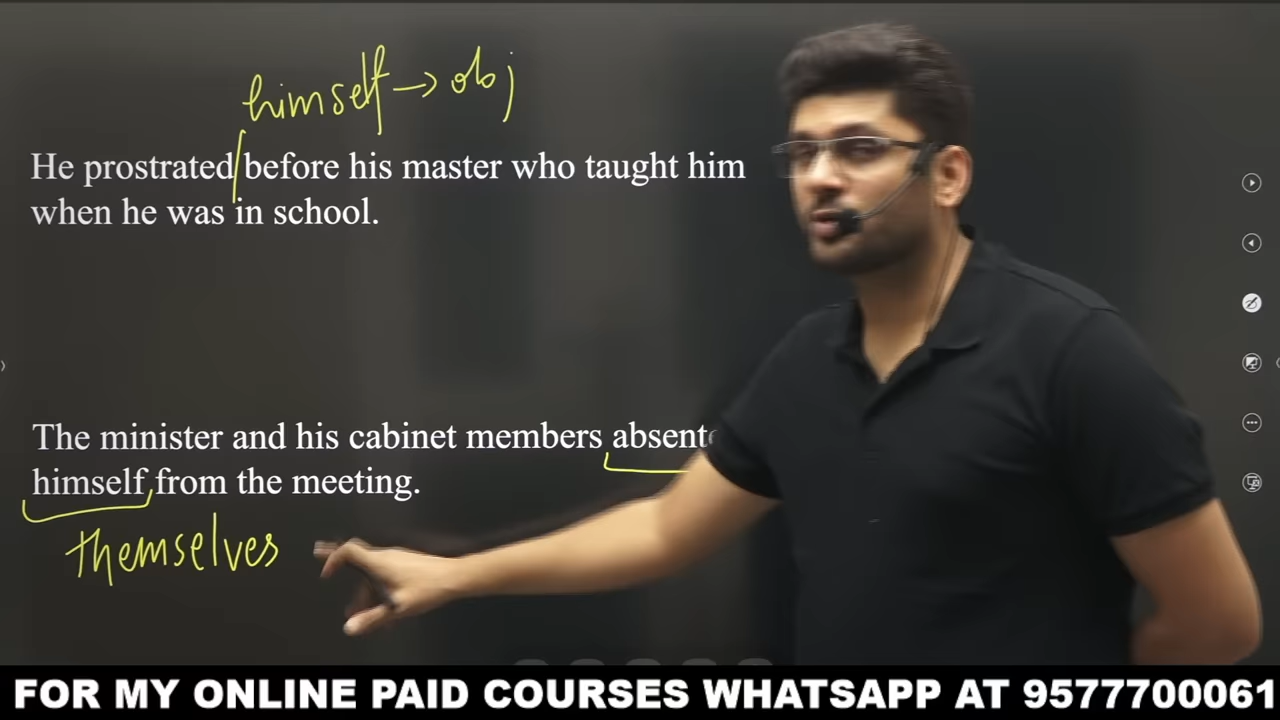 himself → obj
He prostrated before his master who taught him
when he was in school.
The minister and his cabinet members
himself from the meeting.
themselves
FOR MY ONLINE PAID COURSES WHATSAPP AT 9577700061